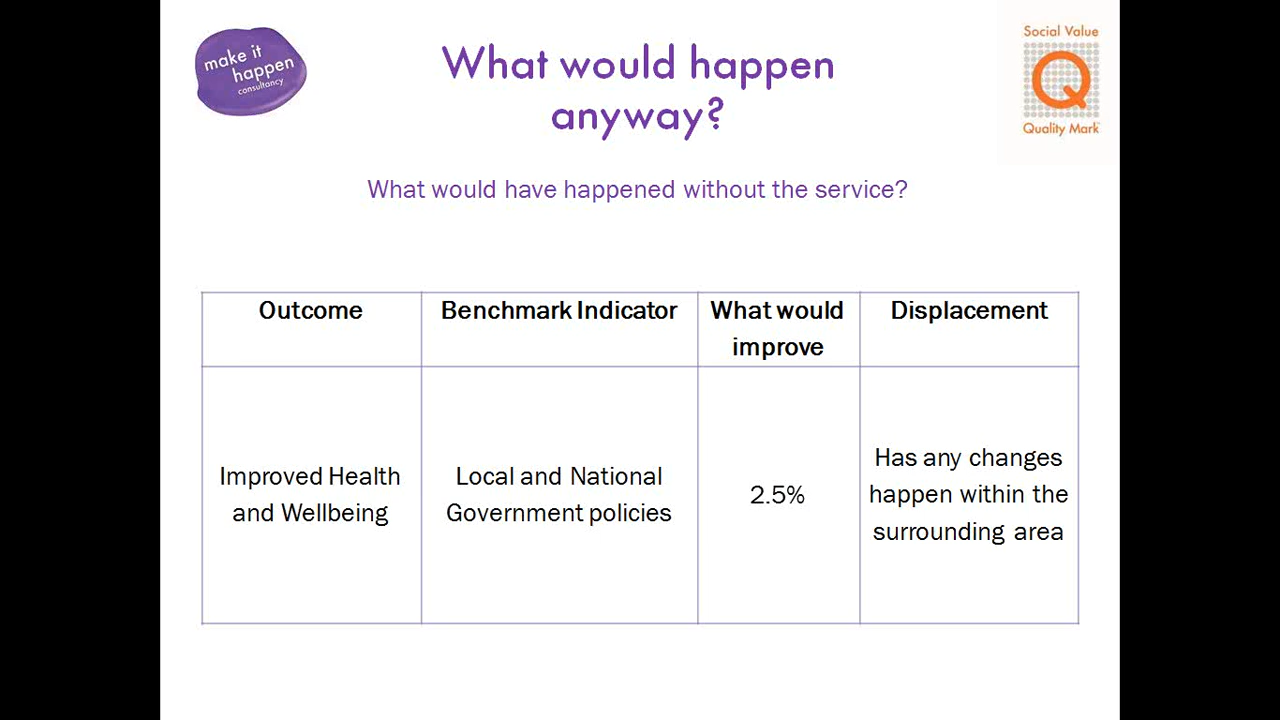 make it
happen
consultancy
What would happen
anyway?
Social Value
Q
Quality Mark™
What would have happened without the service?
Outcome
Benchmark Indicator
What would
improve
Displacement
Improved Health
and Wellbeing
Local and National
Government policies
2.5%
Has any changes
happen within the
surrounding area